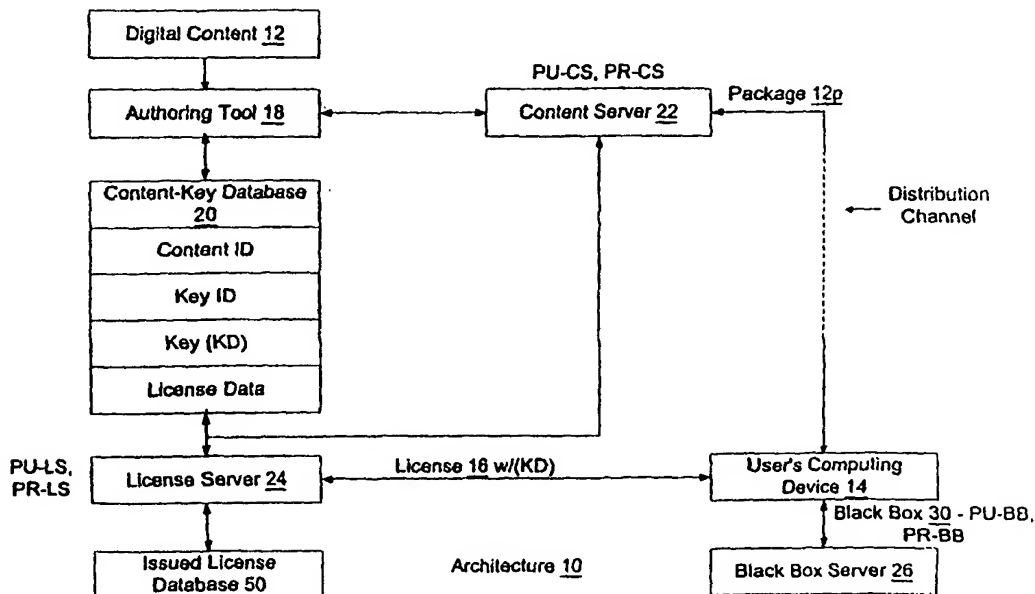 Digital Content 12
PU-CS, PR-CS
Authoring Tool 18
Content Server 22
Package 12p
Content-Key Database
20
Content ID
Key ID
Key (KD)
License Data
Distribution
Channel
PU-LS,
PR-LS
License Server 24
License 16 w/(KD)
User's Computing
Device 14
Black Box 30 - PU-BB,
PR-BB
Issued License
Database 50
Architecture 10
Black Box Server 26